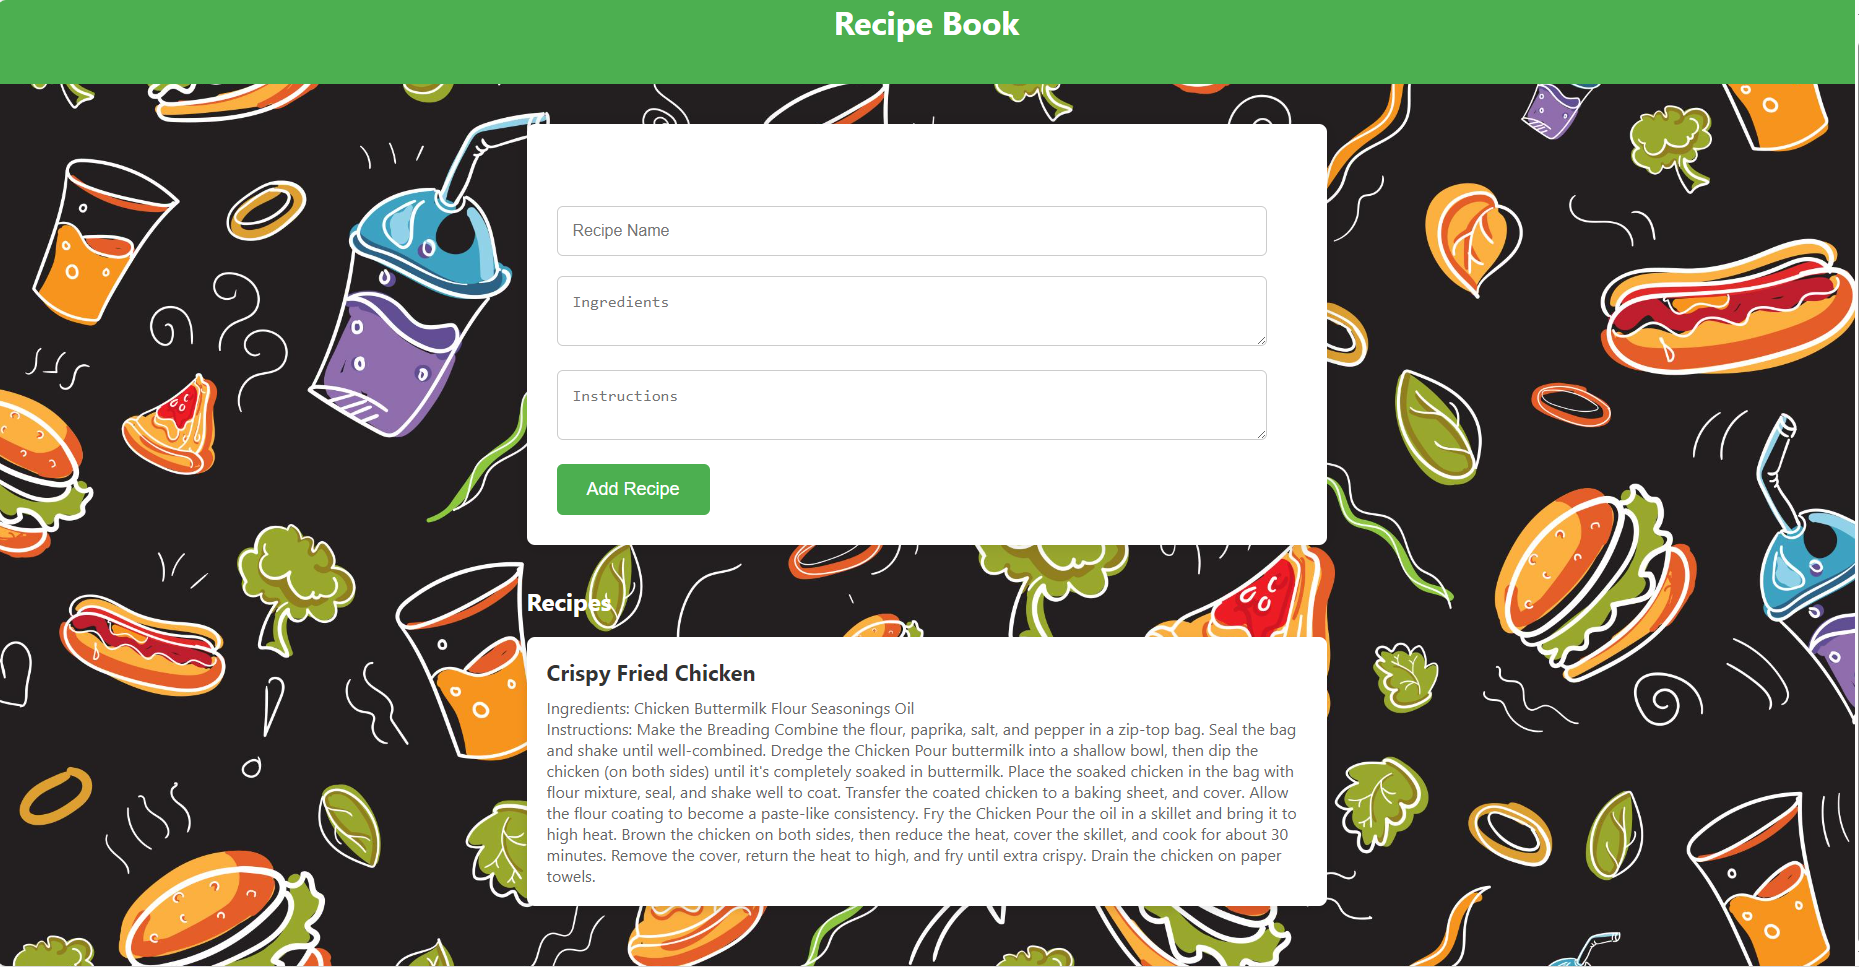 Recipe Book
Recipe Name
Ingredients
Instructions
Add Recipe
Recipes
Crispy Fried Chicken
Ingredients: Chicken Buttermilk Flour Seasonings Oil
Instructions: Make the Breading Combine the flour, paprika, salt, and pepper in a zip-top bag. Seal the bag
and shake until well-combined. Dredge the Chicken Pour buttermilk into a shallow bowl, then dip the
chicken (on both sides) until it's completely soaked in buttermilk. Place the soaked chicken in the bag with
flour mixture, seal, and shake well to coat. Transfer the coated chicken to a baking sheet, and cover. Allow
the flour coating to become a paste-like consistency. Fry the Chicken Pour the oil in a skillet and bring it to
high heat. Brown the chicken on both sides, then reduce the heat, cover the skillet, and cook for about 30
minutes. Remove the cover, return the heat to high, and fry until extra crispy. Drain the chicken on paper
towels.